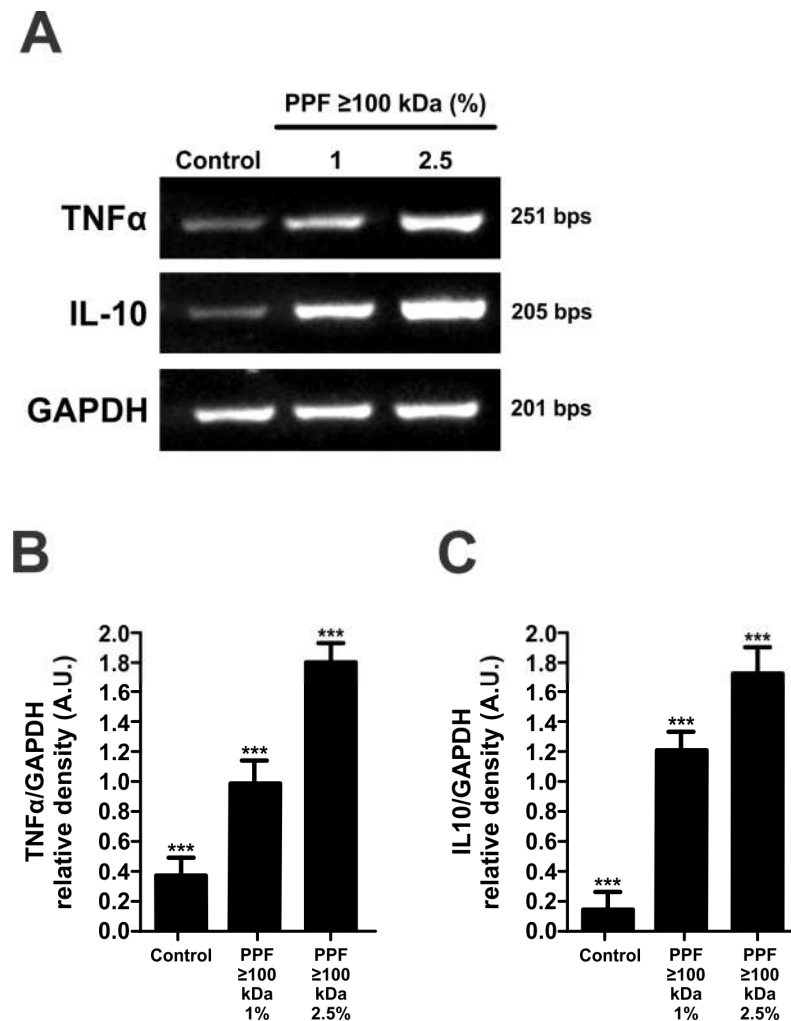 A
PPF ≥100 kDa (%)
Control 1 2.5
TNFα 251 bps
IL-10 205 bps
GAPDH 201 bps
B
TNFα/GAPDH
relative density (A.U.)
2.0
1.8
1.6
1.4
1.2
1.0
0.8
0.6
0.4
0.2
0.0
***
***
***
Control
PPF
≥100
kDa
1%
PPF
≥100
kDa
2.5%
C
IL10/GAPDH
relative density (A.U.)
2.0
1.8
1.6
1.4
1.2
1.0
0.8
0.6
0.4
0.2
0.0
***
***
***
Control
PPF
≥100
kDa
1%
PPF
≥100
kDa
2.5%